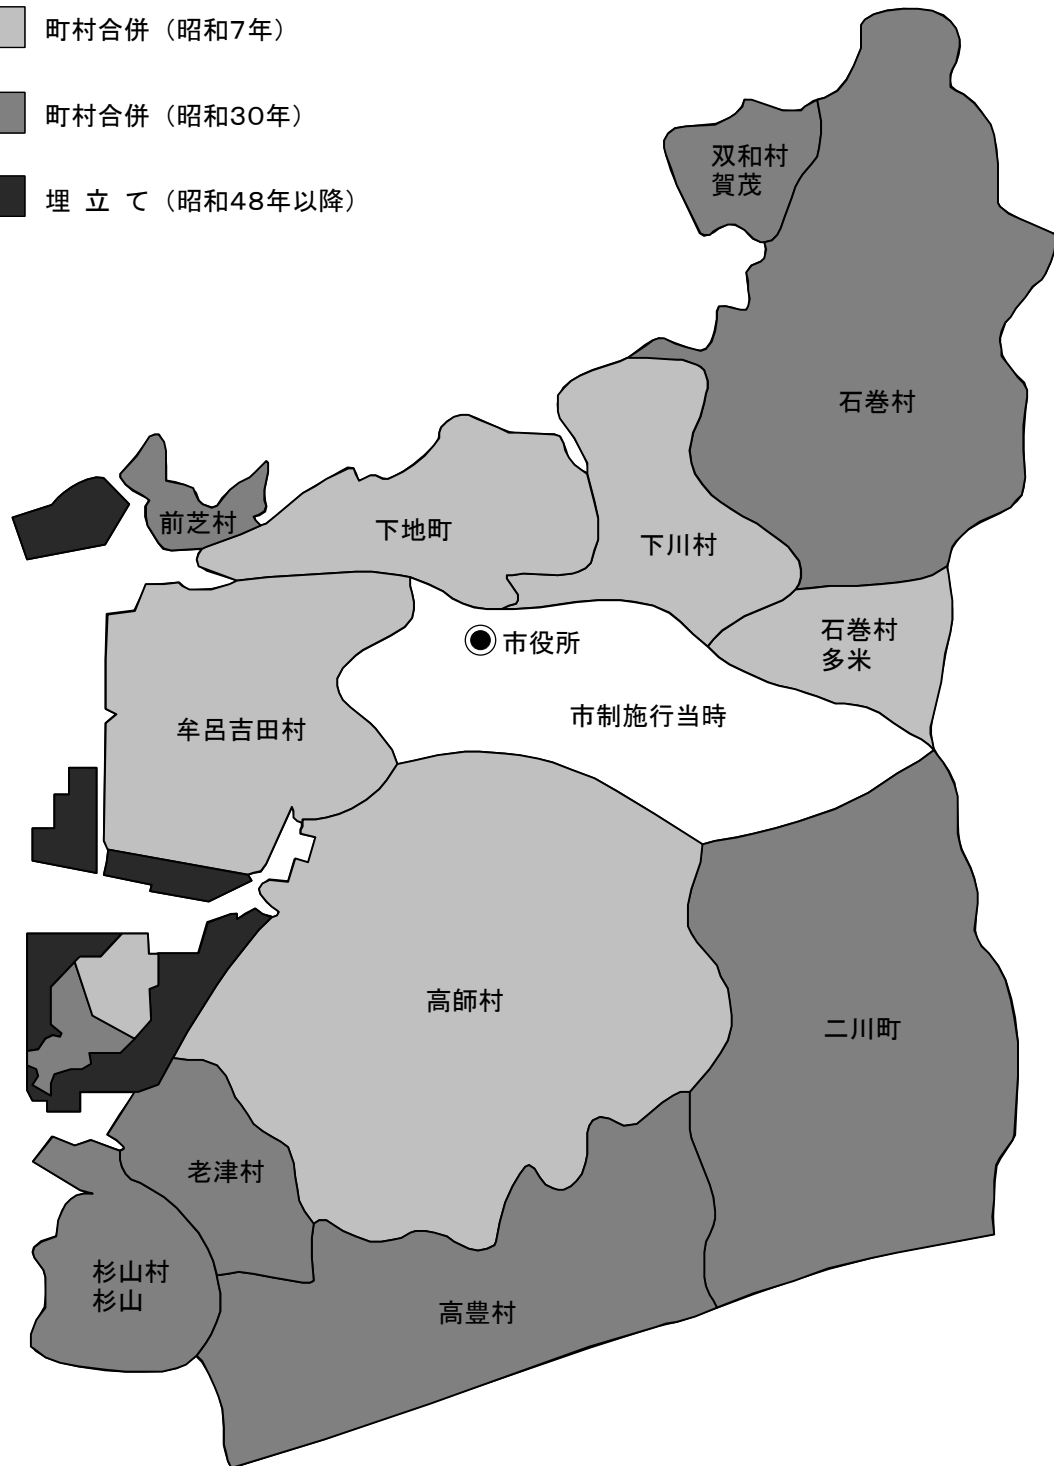 町村合併（昭和7年）
町村合併（昭和30年）
埋立て（昭和48年以降）
双和村
賀茂
石巻村
前芝村
下地町
下川村
石巻村
多米
市役所
市制施行当時
牟呂吉田村
高師村
二川町
老津村
杉山村
杉山
高豊村